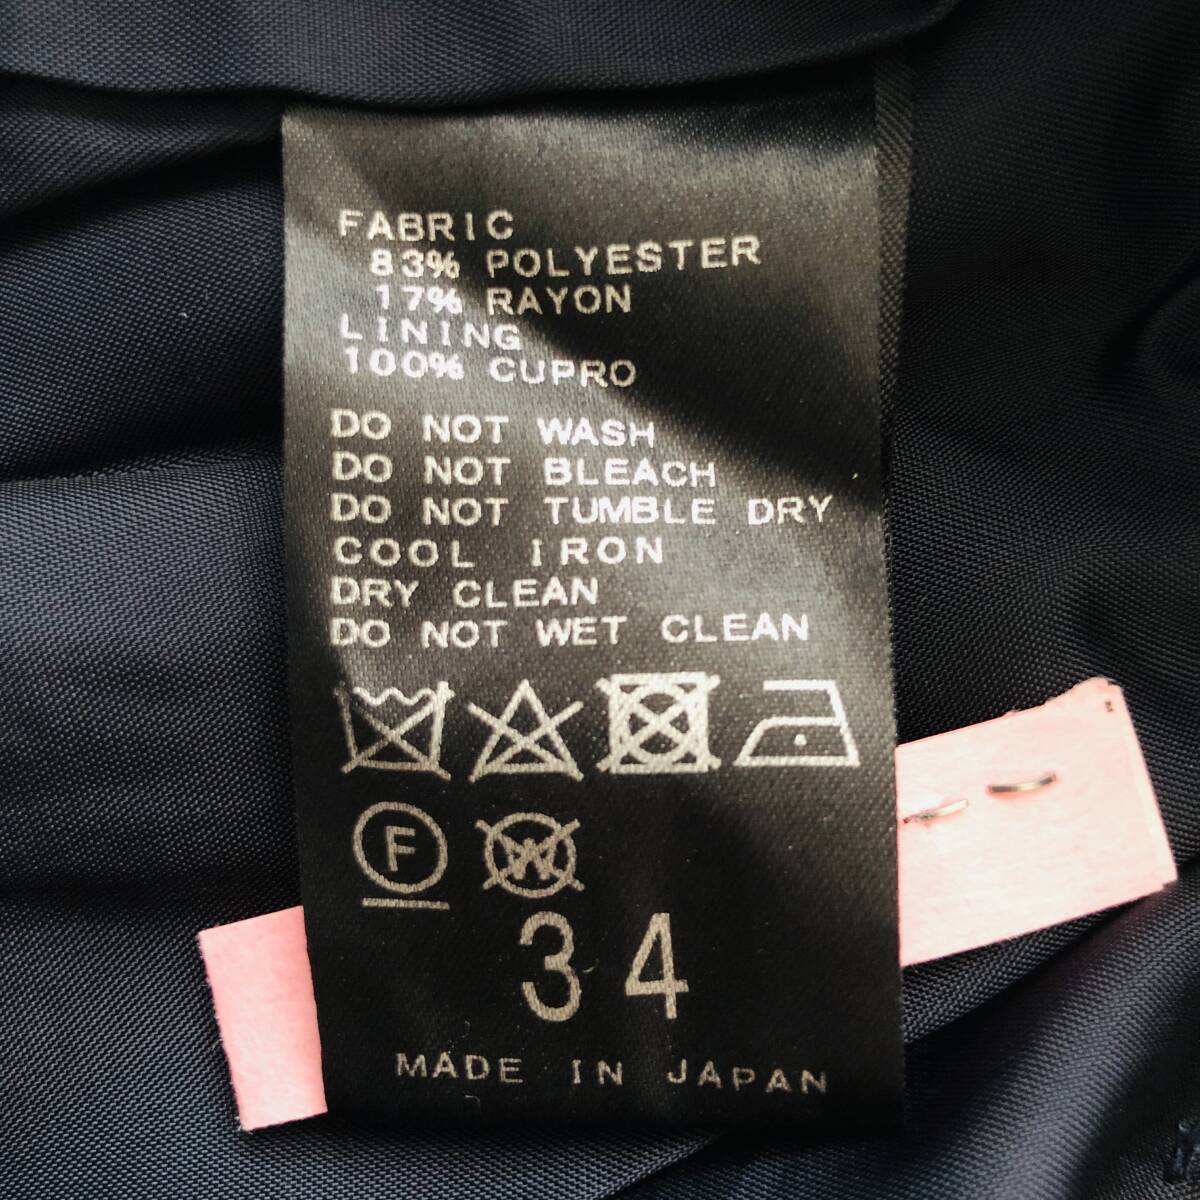 FABRIC
83% POLYESTER
17% RAYON
LINING
100% CUPRO
DO NOT WASH
DO NOT BLEACH
DO NOT TUMBLE DRY
COOL IRON
DRY CLEAN
DO NOT WET CLEAN
F W
34
MADE IN JAPAN